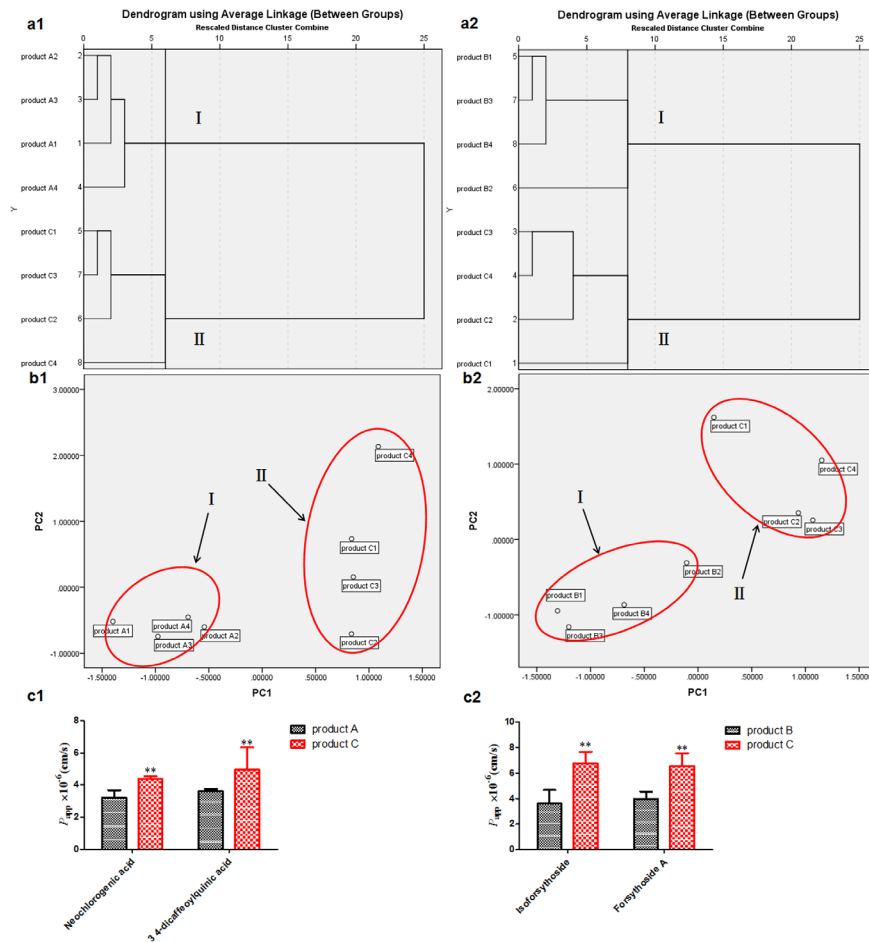 a1
Dendrogram using Average Linkage (Between Groups)
Rescaled Distance Cluster Combine
0 5 10 15 20 25
product A2 2
product A3 3
I
product A1 1
product A4 4
Y
product C1 5
product C3 7
product C2 6
II
product C4 8
a2
Dendrogram using Average Linkage (Between Groups)
Rescaled Distance Cluster Combine
0 5 10 15 20 25
product B1 5
product B3 7
I
product B4 8
product B2 6
Y
product C3 3
product C4 4
product C2 2
II
product C1 1
b1
3.00000
2.00000
1.00000
.00000
-1.00000
PC2
product C4
II
I
product C1
product C3
product C2
product A1
product A4
product A3
product A2
-1.50000 -1.00000 -.50000 .00000 .50000 1.00000 1.50000
PC1
b2
2.00000
1.00000
.00000
-1.00000
PC2
product C1
product C4
product C2
product C3
I
II
product B2
product B1
product B4
product B3
-1.50000 -1.00000 -.50000 .00000 .50000 1.00000 1.50000
PC1
c1
Papp ×10⁻⁶(cm/s)
8
6
4
2
0
product A
product C
**
**
Neochlorogenic acid
3 4-dicaffeoylquinic acid
c2
Papp ×10⁻⁶(cm/s)
10
8
6
4
2
0
product B
product C
**
**
Isoforsythoside
Forsythoside A